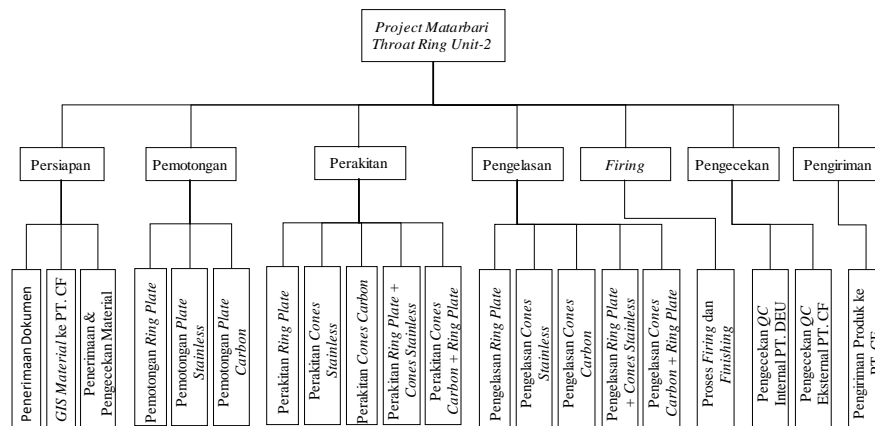 Project Matarbari
Throat Ring Unit-2
Persiapan
Pemotongan
Perakitan
Pengelasan
Firing
Pengecekan
Pengiriman
Penerimaan Dokumen
GIS Material ke PT. CF
Penerimaan &
Pengecekan Material
Pemotongan Ring Plate
Pemotongan Plate
Stainless
Pemotongan Plate
Carbon
Perakitan Ring Plate
Perakitan Cones
Stainless
Perakitan Cones Carbon
Perakitan Ring Plate +
Cones Stainless
Perakitan Cones
Carbon + Ring Plate
Pengelasan Ring Plate
Pengelasan Cones
Stainless
Pengelasan Cones
Carbon
Pengelasan Ring Plate
+ Cones Stainless
Pengelasan Cones
Carbon + Ring Plate
Proses Firing dan
Finishing
Pengecekan QC
Internal PT. DEU
Pengecekan QC
Eksternal PT. CF
Pengiriman Produk ke
PT. CF